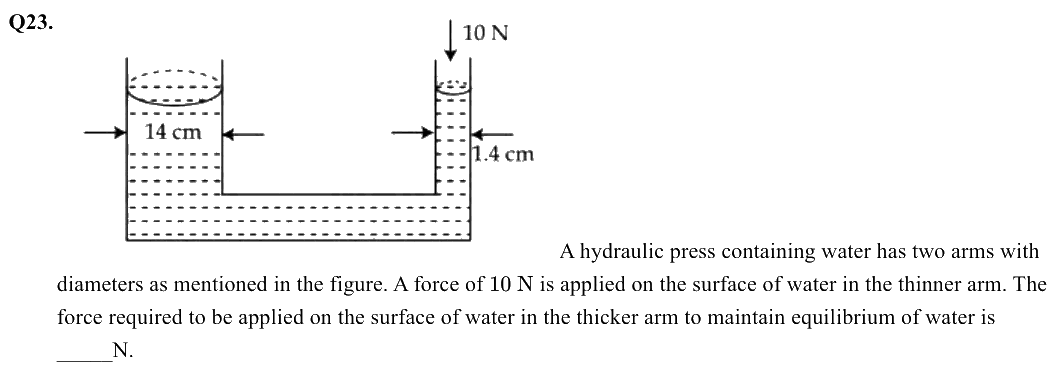 Q23.
10 N
14 cm
1.4 cm
A hydraulic press containing water has two arms with
diameters as mentioned in the figure. A force of 10 N is applied on the surface of water in the thinner arm. The
force required to be applied on the surface of water in the thicker arm to maintain equilibrium of water is
_____N.